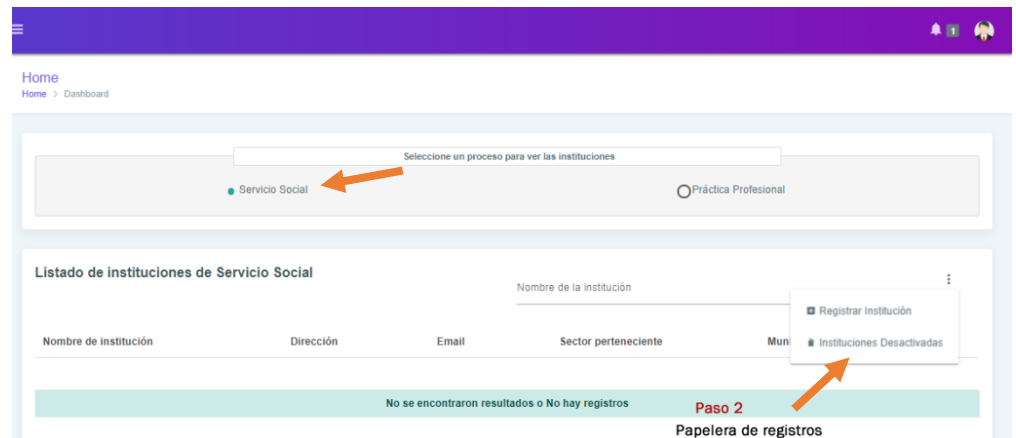 1
Home
Home > Dashboard
Seleccione un proceso para ver las instituciones
Servicio Social
Práctica Profesional
Listado de instituciones de Servicio Social
Nombre de la institución
Registrar Institución
Instituciones Desactivadas
Nombre de institución Dirección Email Sector perteneciente Muni
No se encontraron resultados o No hay registros
Paso 2
Papelera de registros